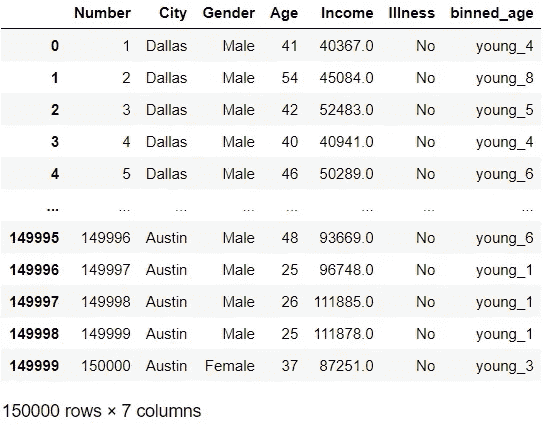 Number City Gender Age Income Illness binned_age
0 1 Dallas Male 41 40367.0 No young_4
1 2 Dallas Male 54 45084.0 No young_8
2 3 Dallas Male 42 52483.0 No young_5
3 4 Dallas Male 40 40941.0 No young_4
4 5 Dallas Male 46 50289.0 No young_6
... ... ... ... ... ... ... ...
149995 149996 Austin Male 48 93669.0 No young_6
149996 149997 Austin Male 25 96748.0 No young_1
149997 149998 Austin Male 26 111885.0 No young_1
149998 149999 Austin Male 25 111878.0 No young_1
149999 150000 Austin Female 37 87251.0 No young_3
150000 rows × 7 columns